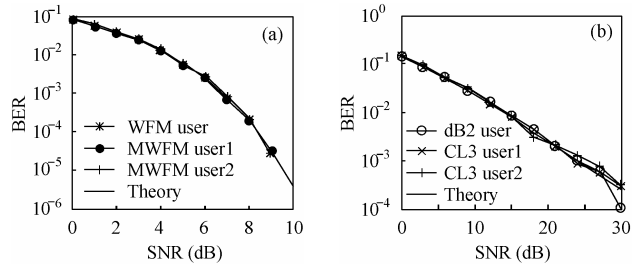 10^-1
10^-2
10^-3
10^-4
10^-5
10^-6
BER
(a)
WFM user
MWFM user1
MWFM user2
Theory
0 2 4 6 8 10
SNR (dB)
10^0
10^-1
10^-2
10^-3
10^-4
BER
(b)
dB2 user
CL3 user1
CL3 user2
Theory
0 10 20 30
SNR (dB)